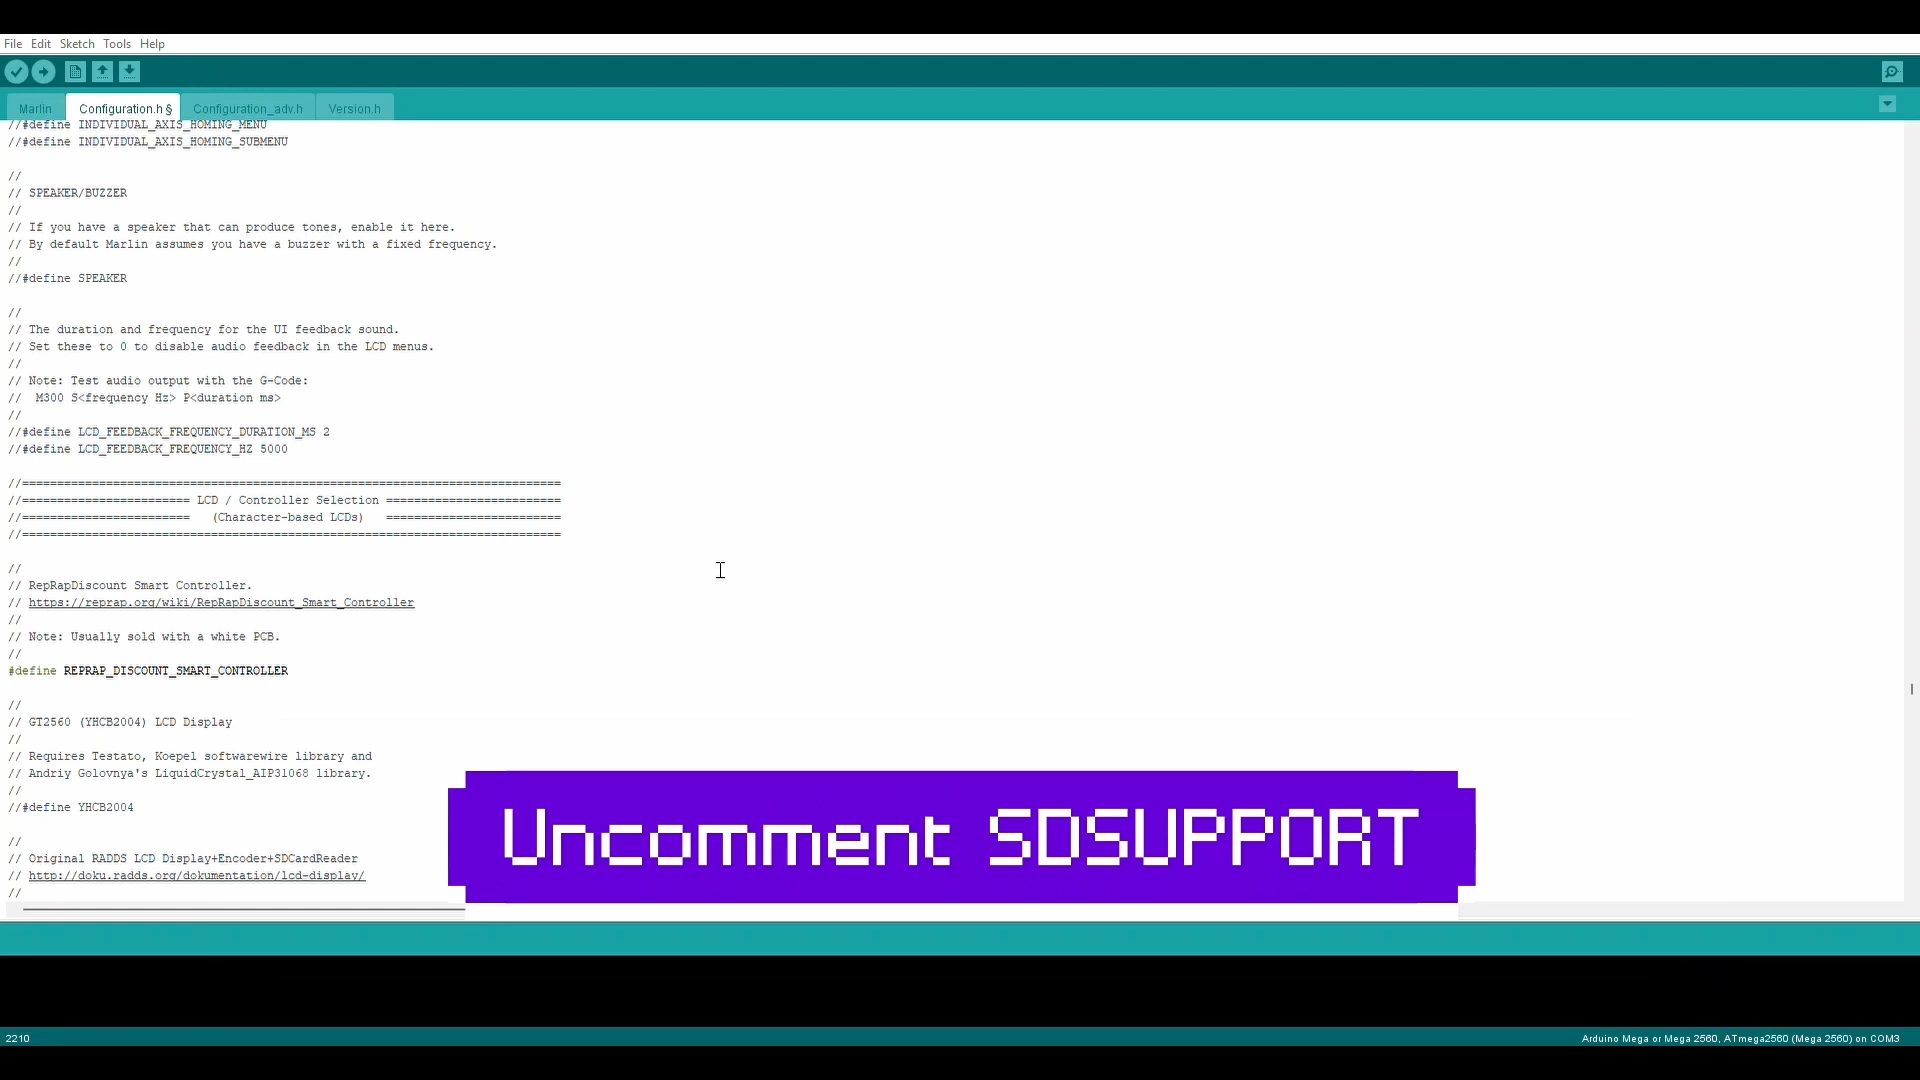 File Edit Sketch Tools Help
Marlin Configuration.h § Configuration_adv.h Version.h
//#define INDIVIDUAL_AXIS_HOMING_MENU
//#define INDIVIDUAL_AXIS_HOMING_SUBMENU
//
// SPEAKER/BUZZER
//
// If you have a speaker that can produce tones, enable it here.
// By default Marlin assumes you have a buzzer with a fixed frequency.
//
//#define SPEAKER
//
// The duration and frequency for the UI feedback sound.
// Set these to 0 to disable audio feedback in the LCD menus.
//
// Note: Test audio output with the G-Code:
//  M300 S<frequency Hz> P<duration ms>
//
//#define LCD_FEEDBACK_FREQUENCY_DURATION_MS 2
//#define LCD_FEEDBACK_FREQUENCY_HZ 5000
//=============================================================================
//======================== LCD / Controller Selection =========================
//========================   (Character-based LCDs)   =========================
//=============================================================================
//
// RepRapDiscount Smart Controller.
// https://reprap.org/wiki/RepRapDiscount_Smart_Controller
//
// Note: Usually sold with a white PCB.
//
#define REPRAP_DISCOUNT_SMART_CONTROLLER
//
// GT2560 (YHCB2004) LCD Display
//
// Requires Testato, Koepel softwarewire library and
// Andriy Golovnya's LiquidCrystal_AIP31068 library.
//
//#define YHCB2004
//
// Original RADDS LCD Display+Encoder+SDCardReader
// http://doku.radds.org/dokumentation/lcd-display/
//
Uncomment SDSUPPORT
2210
Arduino Mega or Mega 2560, ATmega2560 (Mega 2560) on COM3